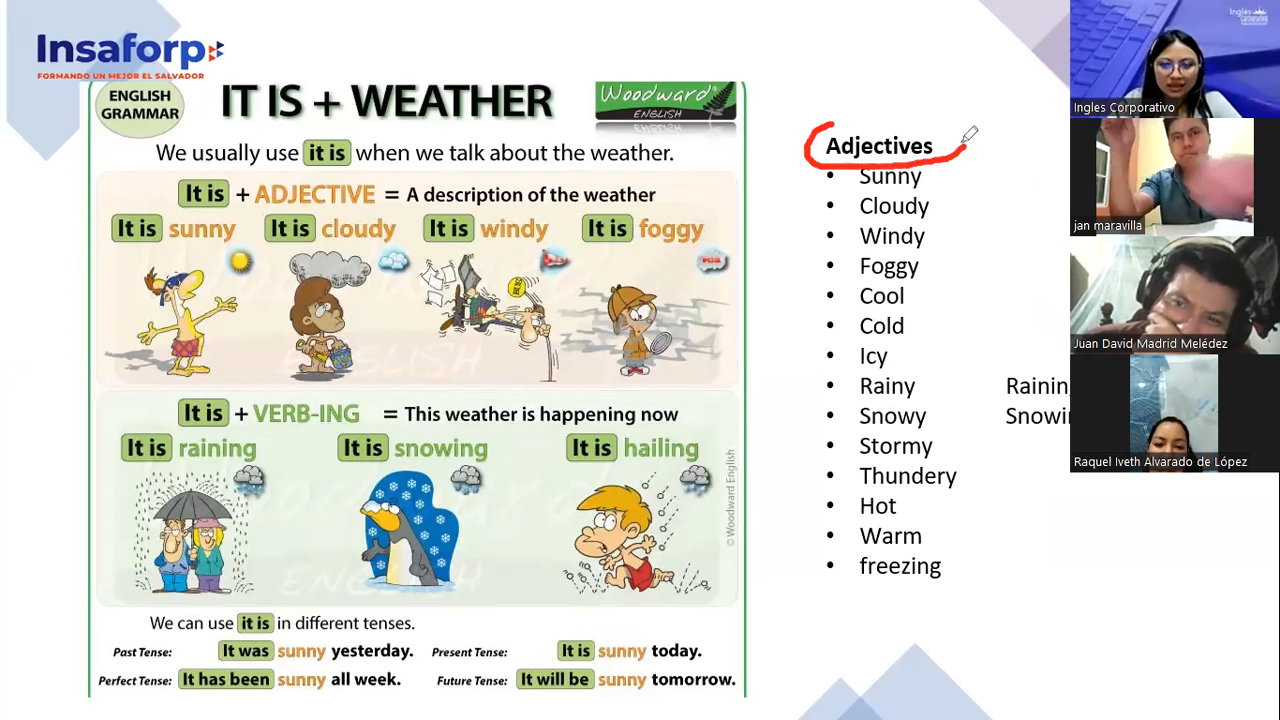 Insaforp
FORMANDO UN MEJOR EL SALVADOR
ENGLISH
GRAMMAR
IT IS + WEATHER
Woodward
ENGLISH
We usually use it is when we talk about the weather.
It is + ADJECTIVE = A description of the weather
It is sunny
It is cloudy
It is windy
It is foggy
It is + VERB-ING = This weather is happening now
It is raining
It is snowing
It is hailing
© Woodward English
We can use it is in different tenses.
Past Tense: It was sunny yesterday.
Present Tense: It is sunny today.
Perfect Tense: It has been sunny all week.
Future Tense: It will be sunny tomorrow.
Adjectives
• Sunny
• Cloudy
• Windy
• Foggy
• Cool
• Cold
• Icy
• Rainy Rainin
• Snowy Snowi
• Stormy
• Thundery
• Hot
• Warm
• freezing
Ingles Corporativo
jan maravilla
Juan David Madrid Melédez
Raquel Iveth Alvarado de López